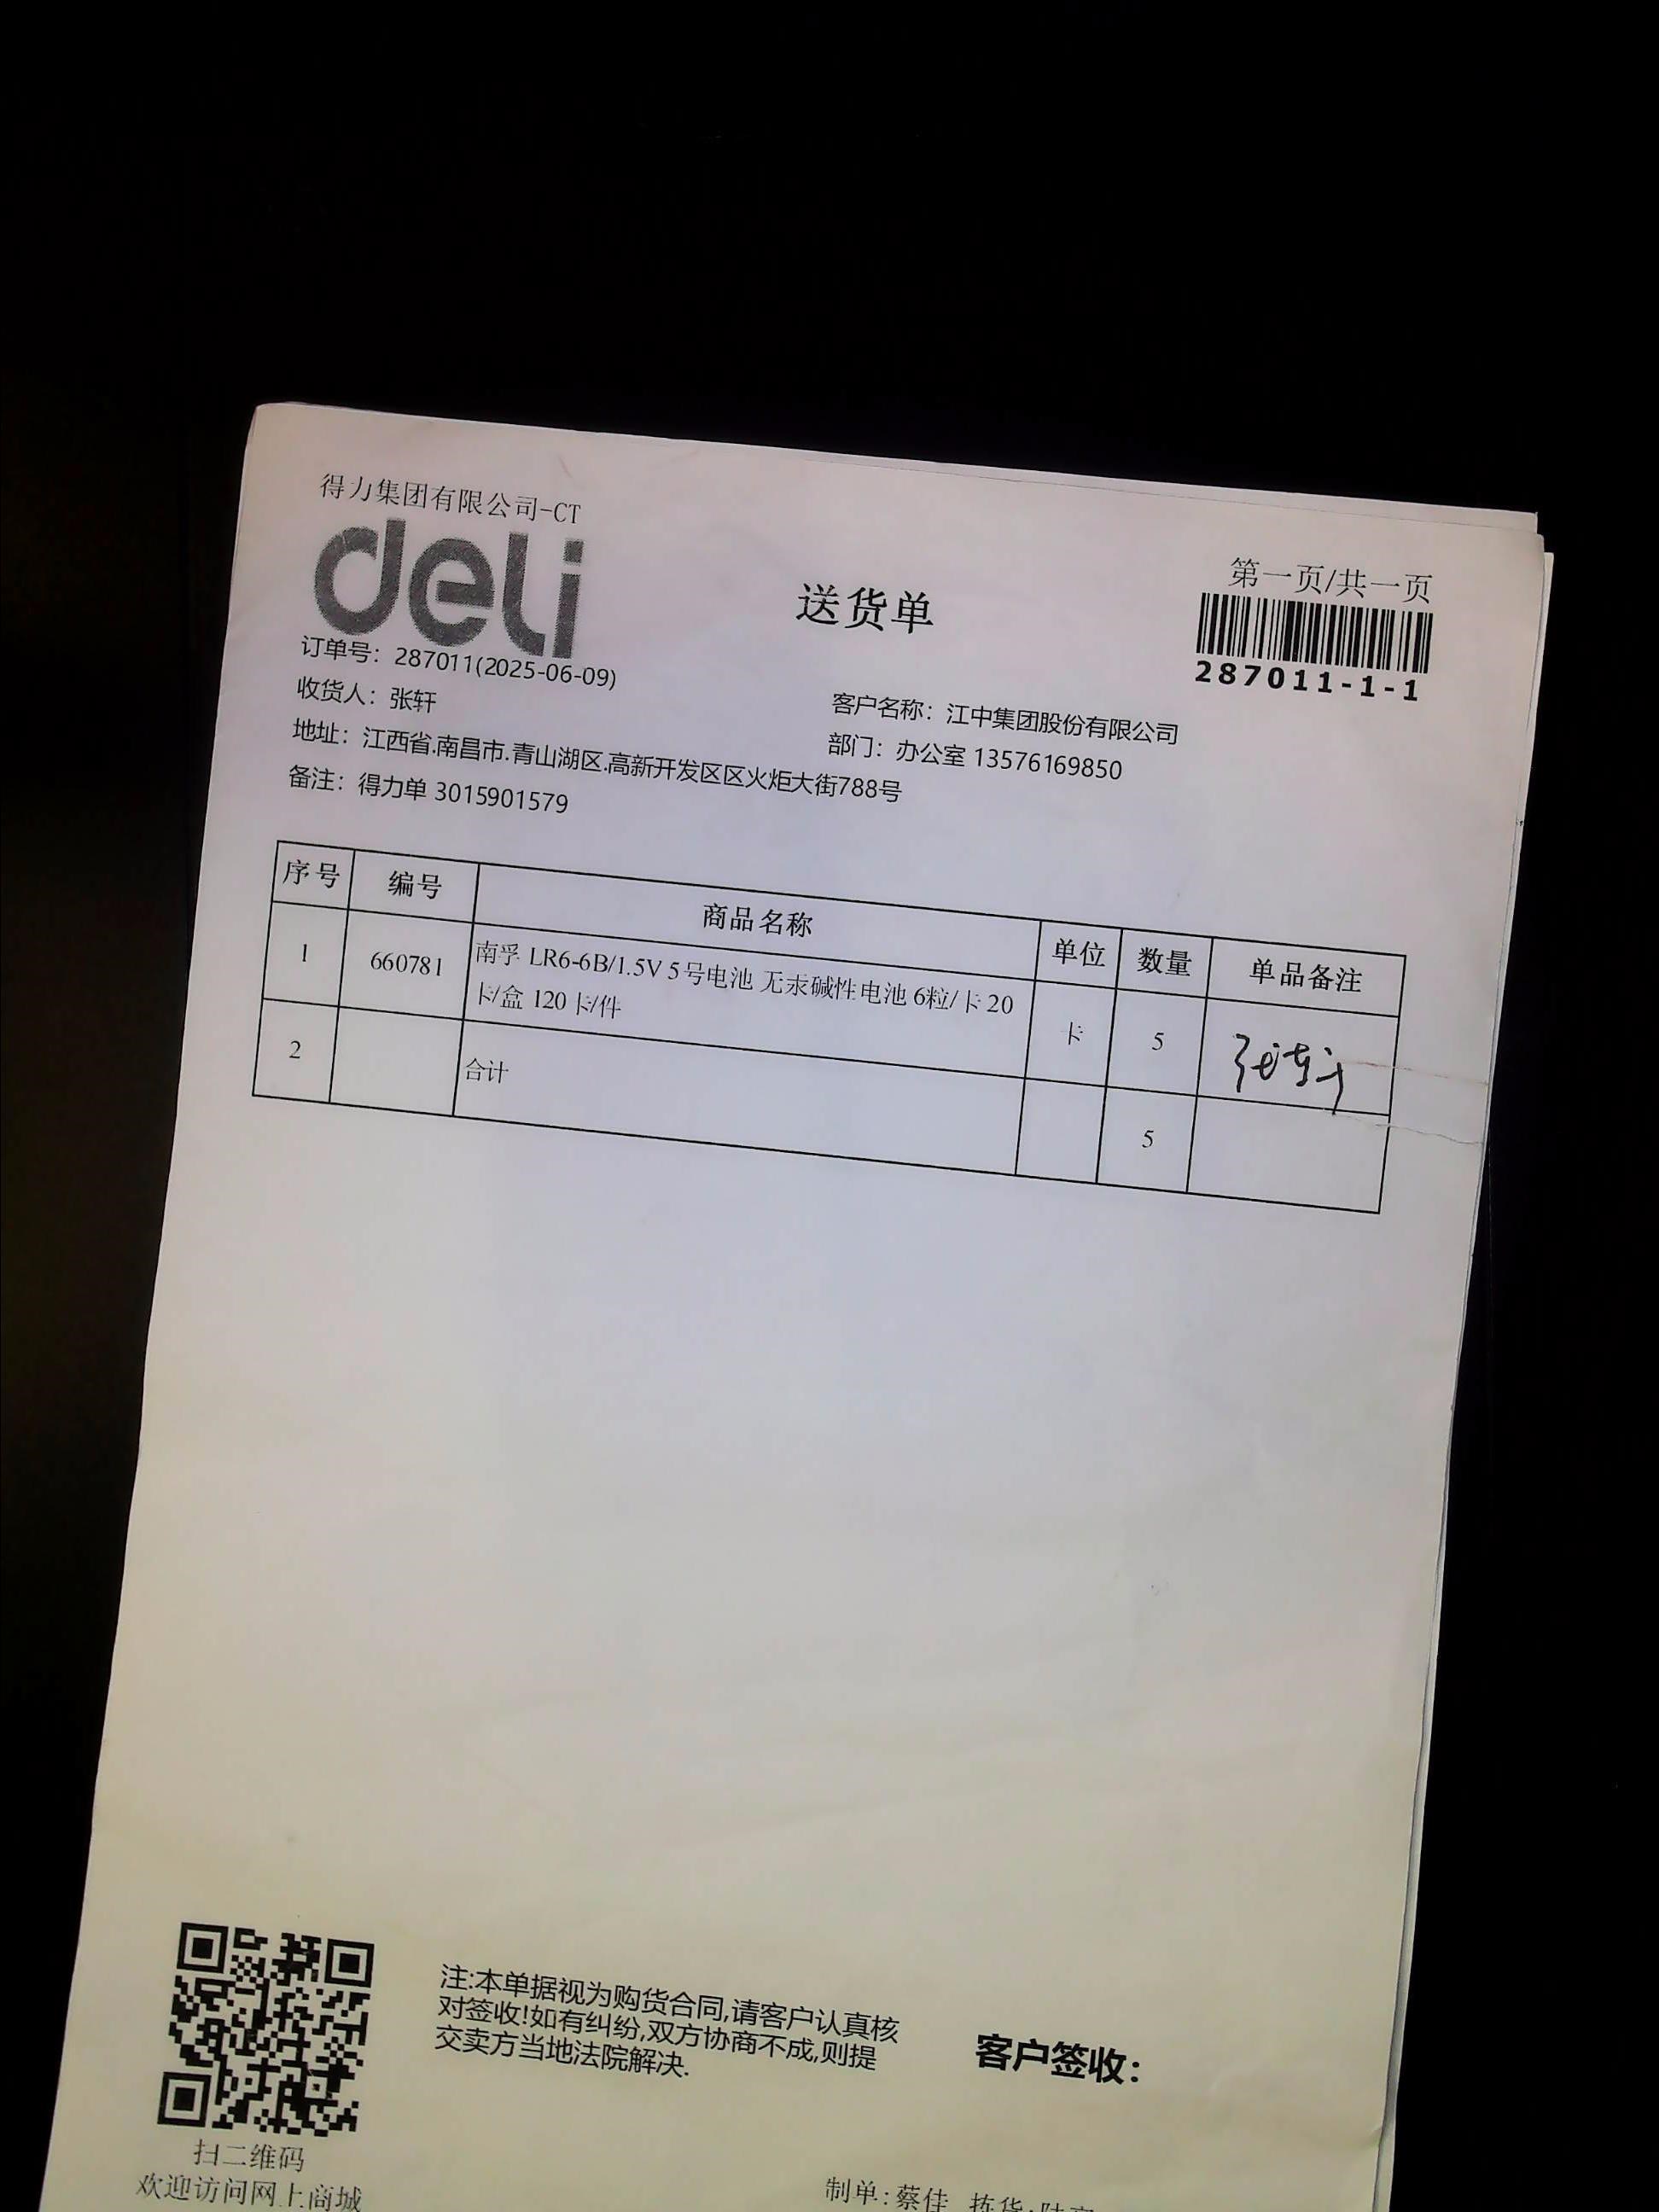 得力集团有限公司-CT
deli
送货单
第一页/共一页
287011-1-1
订单号：287011(2025-06-09)
收货人：张轩
客户名称：江中集团股份有限公司
地址：江西省.南昌市.青山湖区.高新开发区区火炬大街788号
部门：办公室 13576169850
备注：得力单 3015901579
序号 编号 商品名称 单位 数量 单品备注
1 660781 南孚 LR6-6B/1.5V 5号电池 无汞碱性电池 6粒/卡 20
卡/盒 120 卡/件 卡 5 张轩
2 合计 5
注:本单据视为购货合同,请客户认真核
对签收!如有纠纷,双方协商不成,则提
交卖方当地法院解决.
客户签收：
扫二维码
欢迎访问网上商城
制单:蔡佳 拣货: